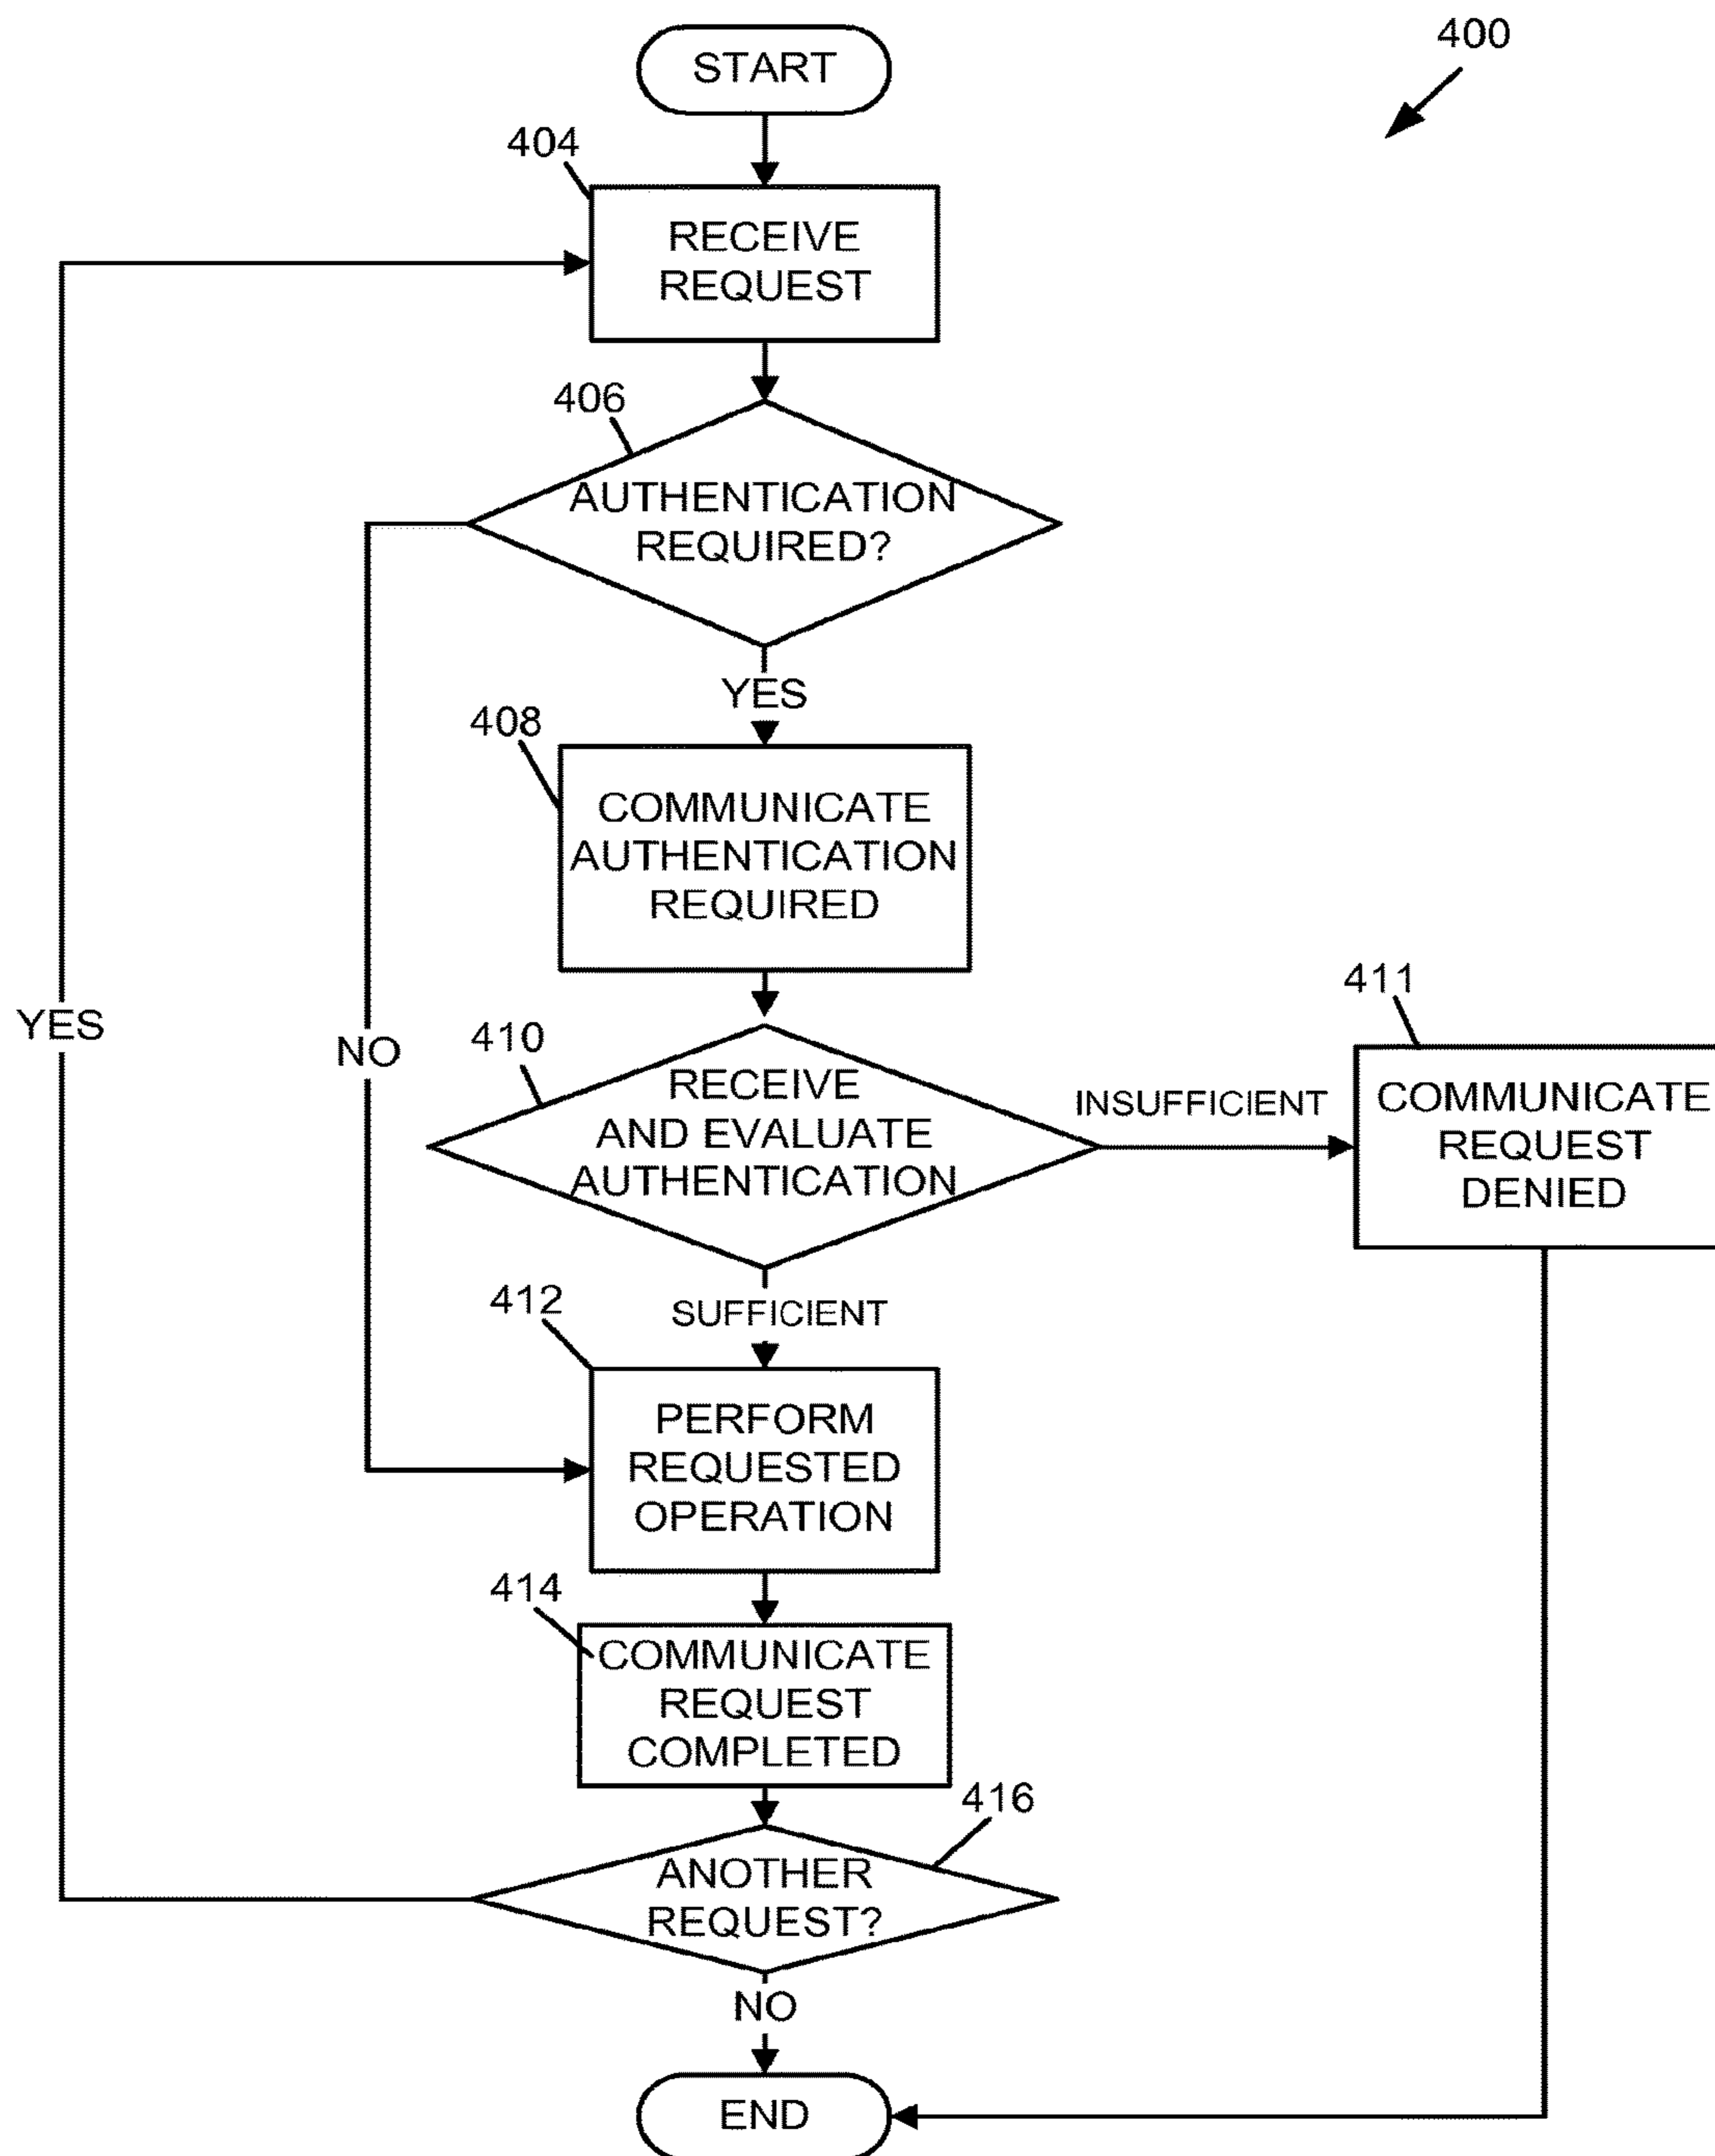 400
START
404
RECEIVE
REQUEST
406
AUTHENTICATION
REQUIRED?
YES
408
COMMUNICATE
AUTHENTICATION
REQUIRED
YES
NO
410
RECEIVE
AND EVALUATE
AUTHENTICATION
INSUFFICIENT
411
COMMUNICATE
REQUEST
DENIED
SUFFICIENT
412
PERFORM
REQUESTED
OPERATION
414
COMMUNICATE
REQUEST
COMPLETED
416
ANOTHER
REQUEST?
NO
END